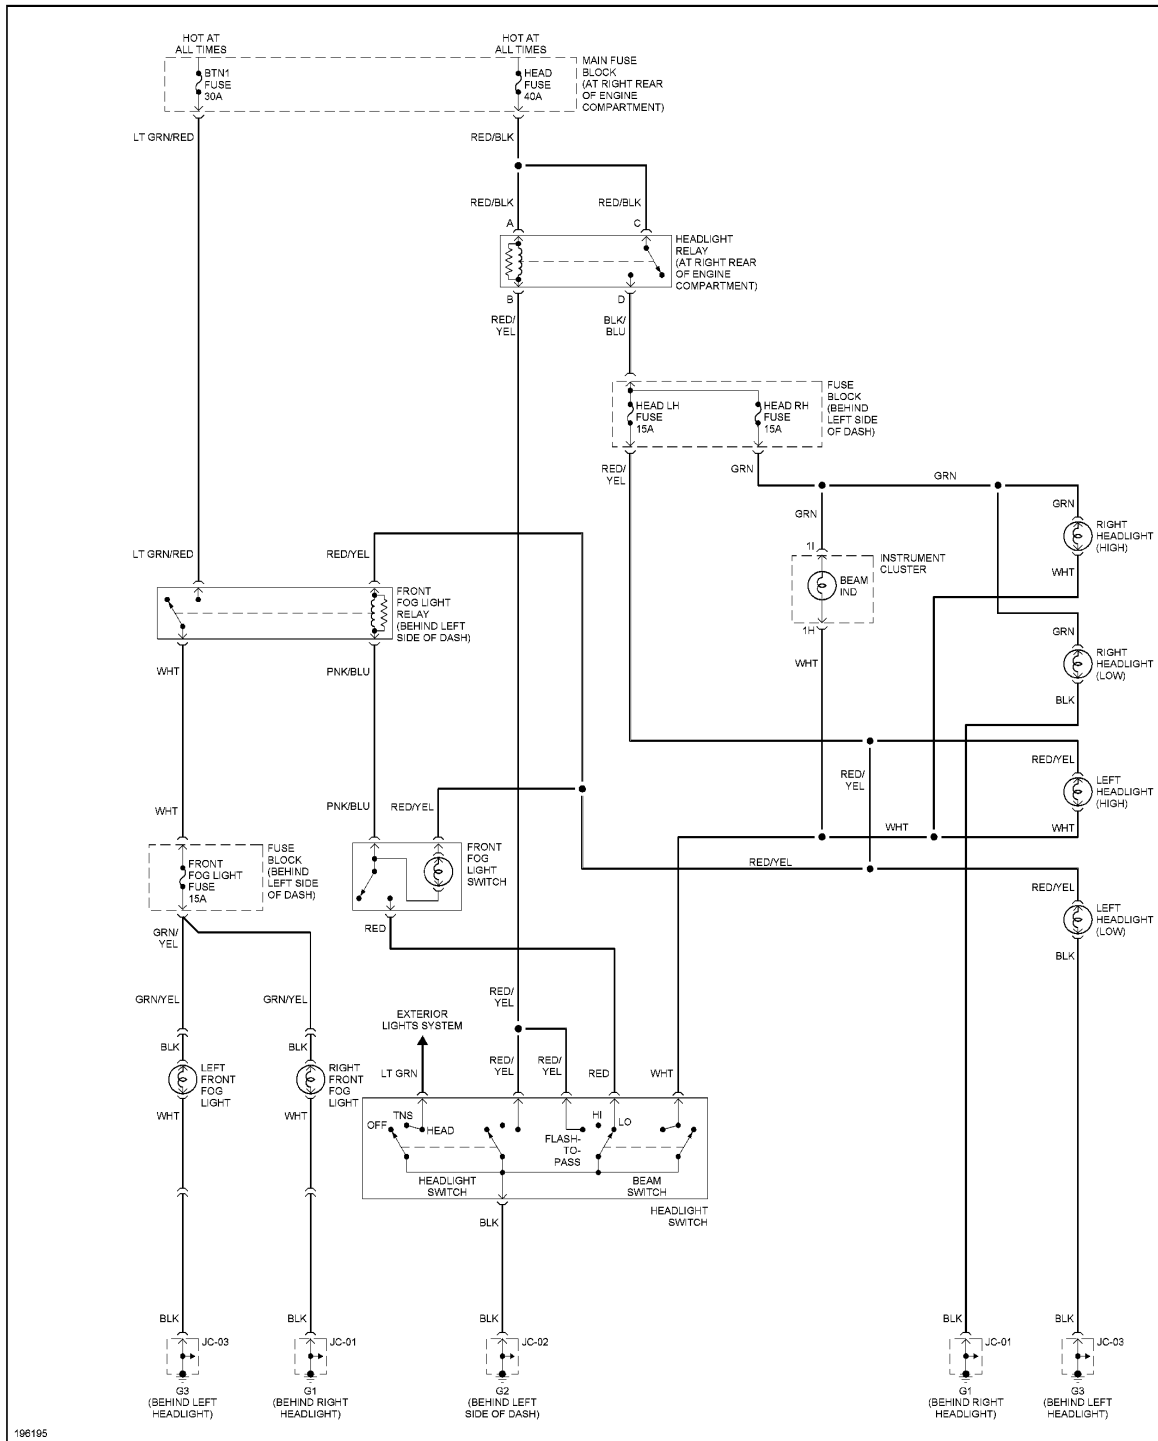 HOT AT
ALL TIMES
HOT AT
ALL TIMES
BTN1
FUSE
30A
HEAD
FUSE
40A
MAIN FUSE
BLOCK
(AT RIGHT REAR
OF ENGINE
COMPARTMENT)
LT GRN/RED
RED/BLK
RED/BLK
RED/BLK
A
C
HEADLIGHT
RELAY
(AT RIGHT REAR
OF ENGINE
COMPARTMENT)
B
D
RED/
YEL
BLK/
BLU
HEAD LH
FUSE
15A
HEAD RH
FUSE
15A
FUSE
BLOCK
(BEHIND
LEFT SIDE
OF DASH)
RED/
YEL
GRN
GRN
GRN
GRN
RIGHT
HEADLIGHT
(HIGH)
LT GRN/RED
RED/YEL
1I
INSTRUMENT
CLUSTER
BEAM
IND
WHT
FRONT
FOG LIGHT
RELAY
(BEHIND LEFT
SIDE OF DASH)
1H
GRN
RIGHT
HEADLIGHT
(LOW)
WHT
PNK/BLU
WHT
BLK
RED/YEL
RED/
YEL
LEFT
HEADLIGHT
(HIGH)
WHT
PNK/BLU
RED/YEL
WHT
WHT
FRONT
FOG LIGHT
FUSE
15A
FUSE
BLOCK
(BEHIND
LEFT SIDE
OF DASH)
FRONT
FOG
LIGHT
SWITCH
RED/YEL
RED/YEL
LEFT
HEADLIGHT
(LOW)
GRN/
YEL
RED
BLK
GRN/YEL
GRN/YEL
RED/
YEL
EXTERIOR
LIGHTS SYSTEM
BLK
BLK
LEFT
FRONT
FOG
LIGHT
RIGHT
FRONT
FOG
LIGHT
LT GRN
RED/
YEL
RED/
YEL
RED
WHT
WHT
WHT
OFF
TNS
HEAD
FLASH-
TO-
PASS
HI
LO
HEADLIGHT
SWITCH
BEAM
SWITCH
HEADLIGHT
SWITCH
BLK
BLK
BLK
BLK
BLK
BLK
JC-03
JC-01
JC-02
JC-01
JC-03
G3
(BEHIND LEFT
HEADLIGHT)
G1
(BEHIND RIGHT
HEADLIGHT)
G2
(BEHIND LEFT
SIDE OF DASH)
G1
(BEHIND RIGHT
HEADLIGHT)
G3
(BEHIND LEFT
HEADLIGHT)
196195